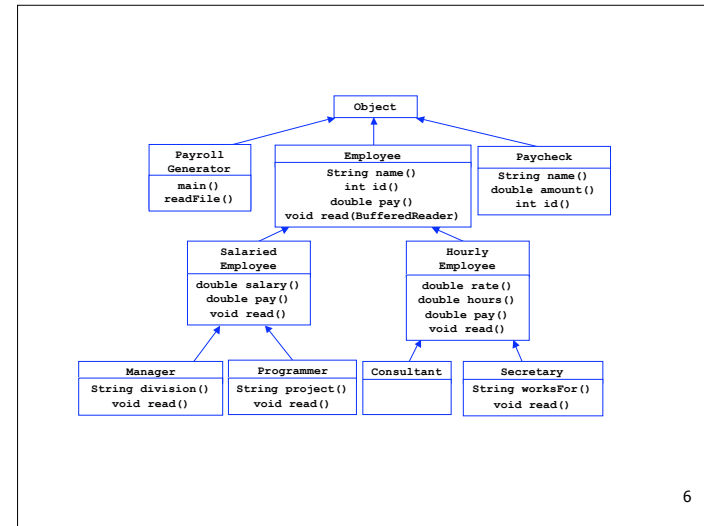 Object
Payroll
Generator
main()
readFile()
Employee
String name()
int id()
double pay()
void read(BufferedReader)
Paycheck
String name()
double amount()
int id()
Salaried
Employee
double salary()
double pay()
void read()
Hourly
Employee
double rate()
double hours()
double pay()
void read()
Manager
String division()
void read()
Programmer
String project()
void read()
Consultant
Secretary
String worksFor()
void read()
6